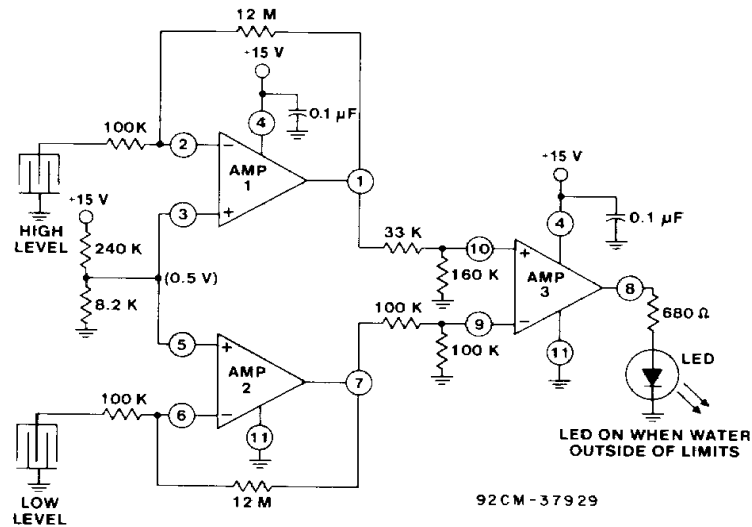 12 M
+15 V
0.1 µF
4
100K
2
−
AMP
1
1
+15 V
HIGH
LEVEL
240 K
3
+
(0.5 V)
8.2 K
+15 V
4
0.1 µF
33 K
10
+
160 K
AMP
3
8
100 K
9
−
100 K
11
680 Ω
LED
5
+
AMP
2
7
100 K
6
−
11
12 M
LOW
LEVEL
LED ON WHEN WATER
OUTSIDE OF LIMITS
92CM-37929